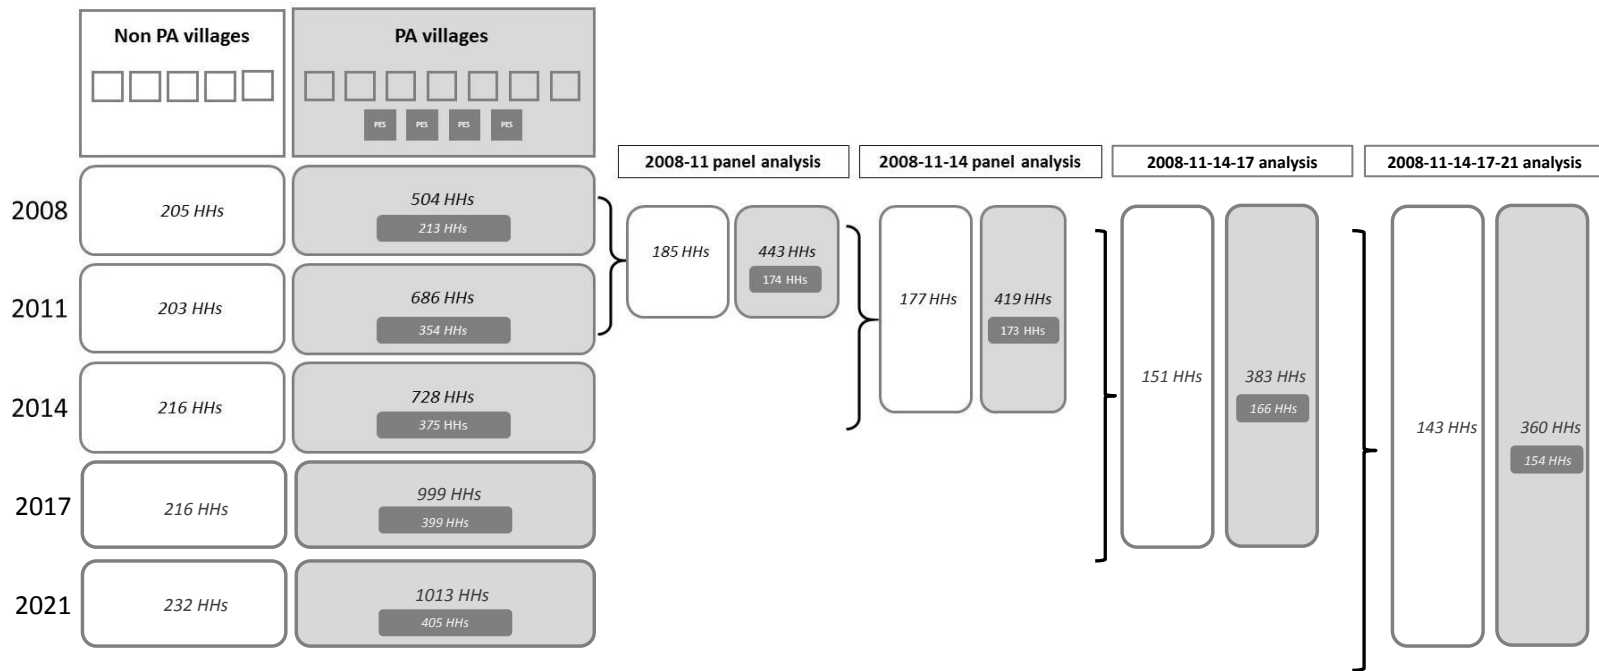 Non PA villages
PA villages
PES PES PES PES
2008-11 panel analysis
2008-11-14 panel analysis
2008-11-14-17 analysis
2008-11-14-17-21 analysis
2008
205 HHs
504 HHs
213 HHs
2011
203 HHs
686 HHs
354 HHs
2014
216 HHs
728 HHs
375 HHs
2017
216 HHs
999 HHs
399 HHs
2021
232 HHs
1013 HHs
405 HHs
185 HHs
443 HHs
174 HHs
177 HHs
419 HHs
173 HHs
151 HHs
383 HHs
166 HHs
143 HHs
360 HHs
154 HHs